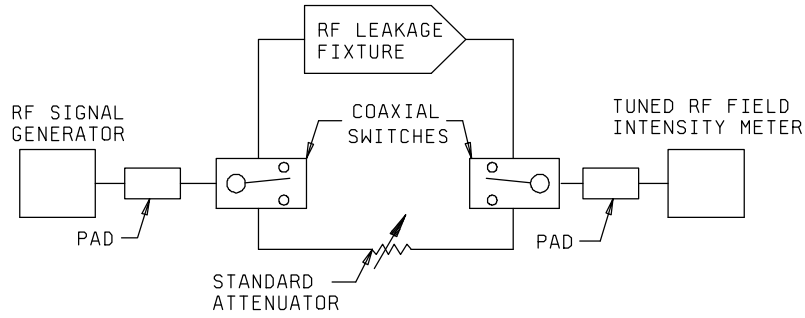 RF LEAKAGE
FIXTURE
RF SIGNAL
GENERATOR
COAXIAL
SWITCHES
TUNED RF FIELD
INTENSITY METER
PAD
PAD
STANDARD
ATTENUATOR